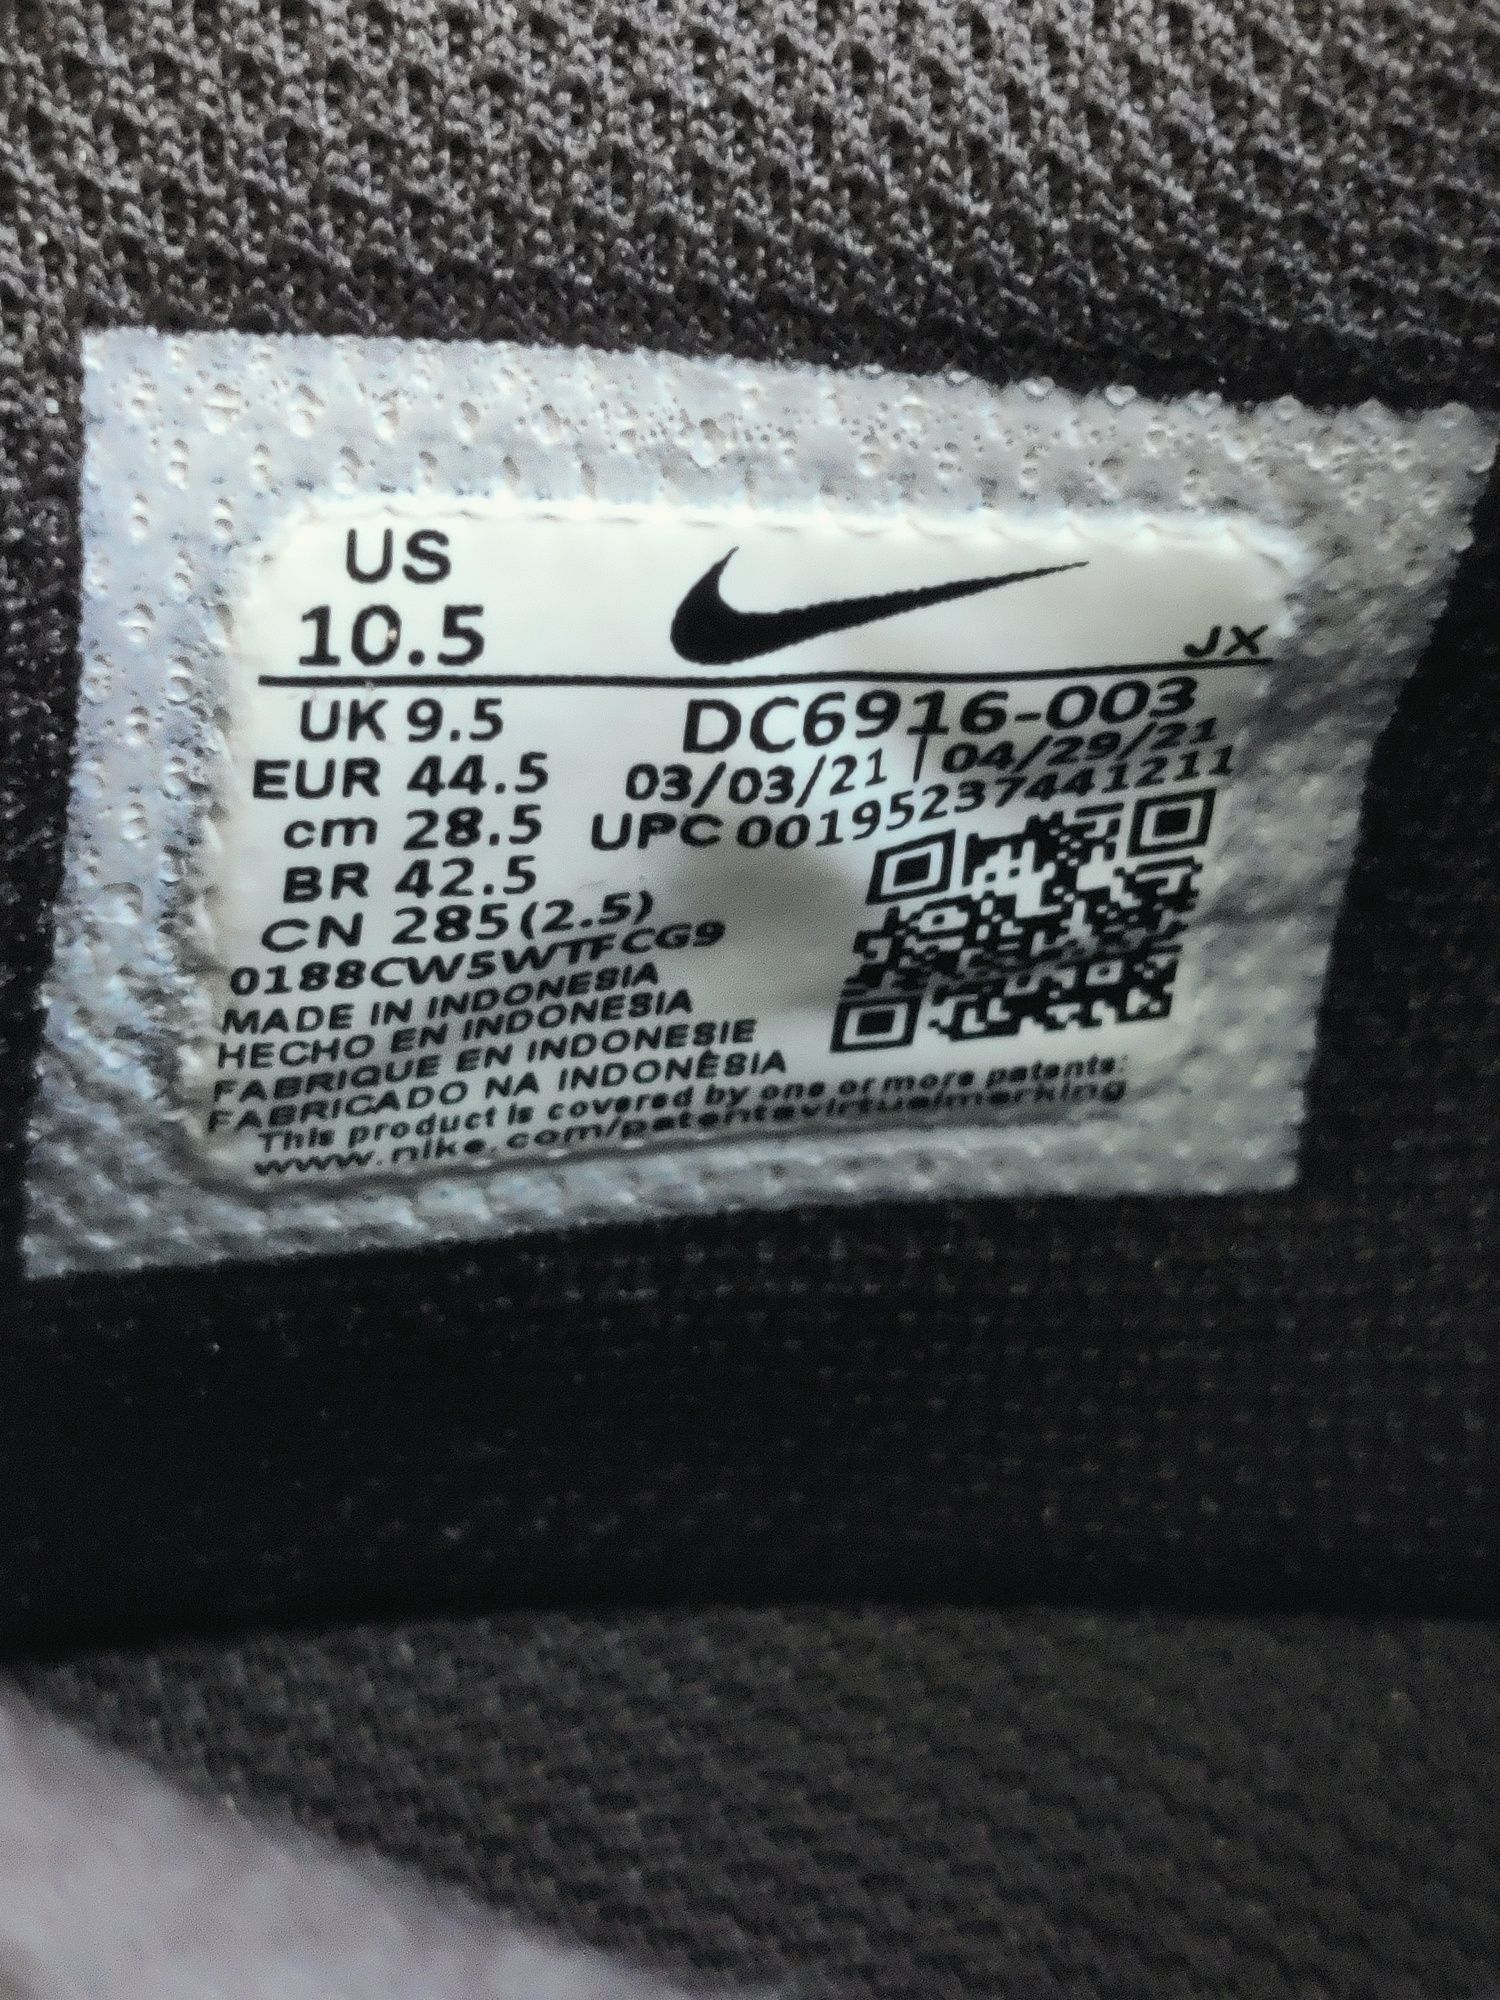 US
10.5
JX
UK 9.5
EUR 44.5
cm 28.5
BR 42.5
CN 285(2.5)
DC6916-003
03/03/21 | 04/29/21
UPC 00195237441211
0188CW5WTFCG9
MADE IN INDONESIA
HECHO EN INDONESIA
FABRIQUE EN INDONESIE
FABRICADO NA INDONÉSIA
This product is covered by one or more patents:
www.nike.com/patentsvirtualmarking